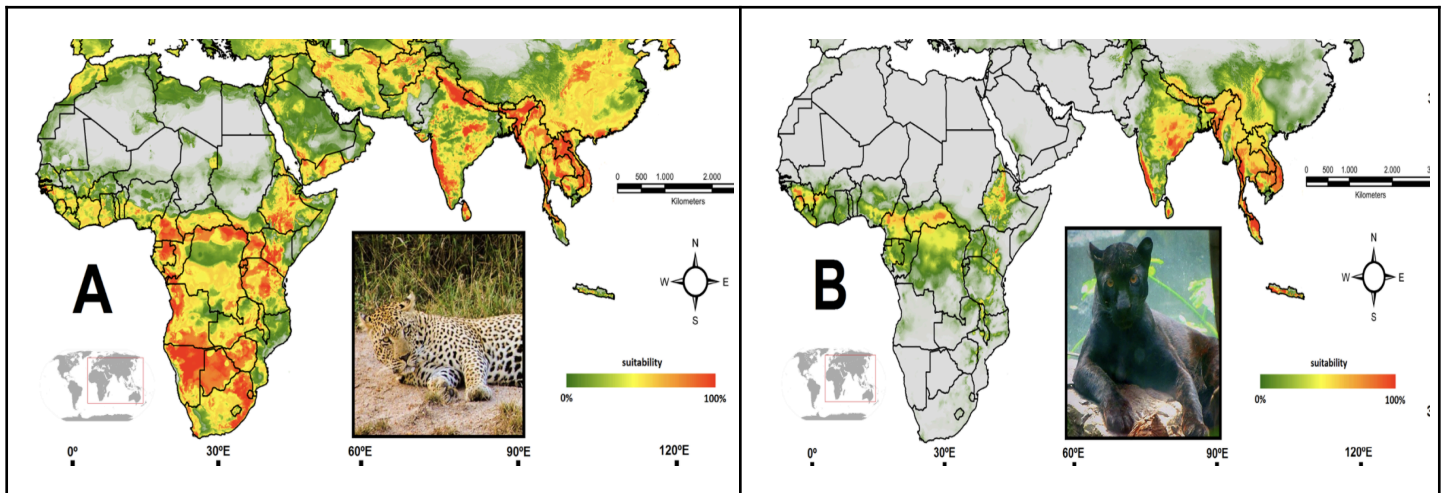 A
0 500 1.000 2.000
Kilometers
N
W E
S
suitability
0% 100%
0º 30ºE 60ºE 90ºE 120ºE
B
0 500 1.000 2.000 3
Kilometers
N
W E
S
suitability
0% 100%
0º 30ºE 60ºE 90ºE 120ºE